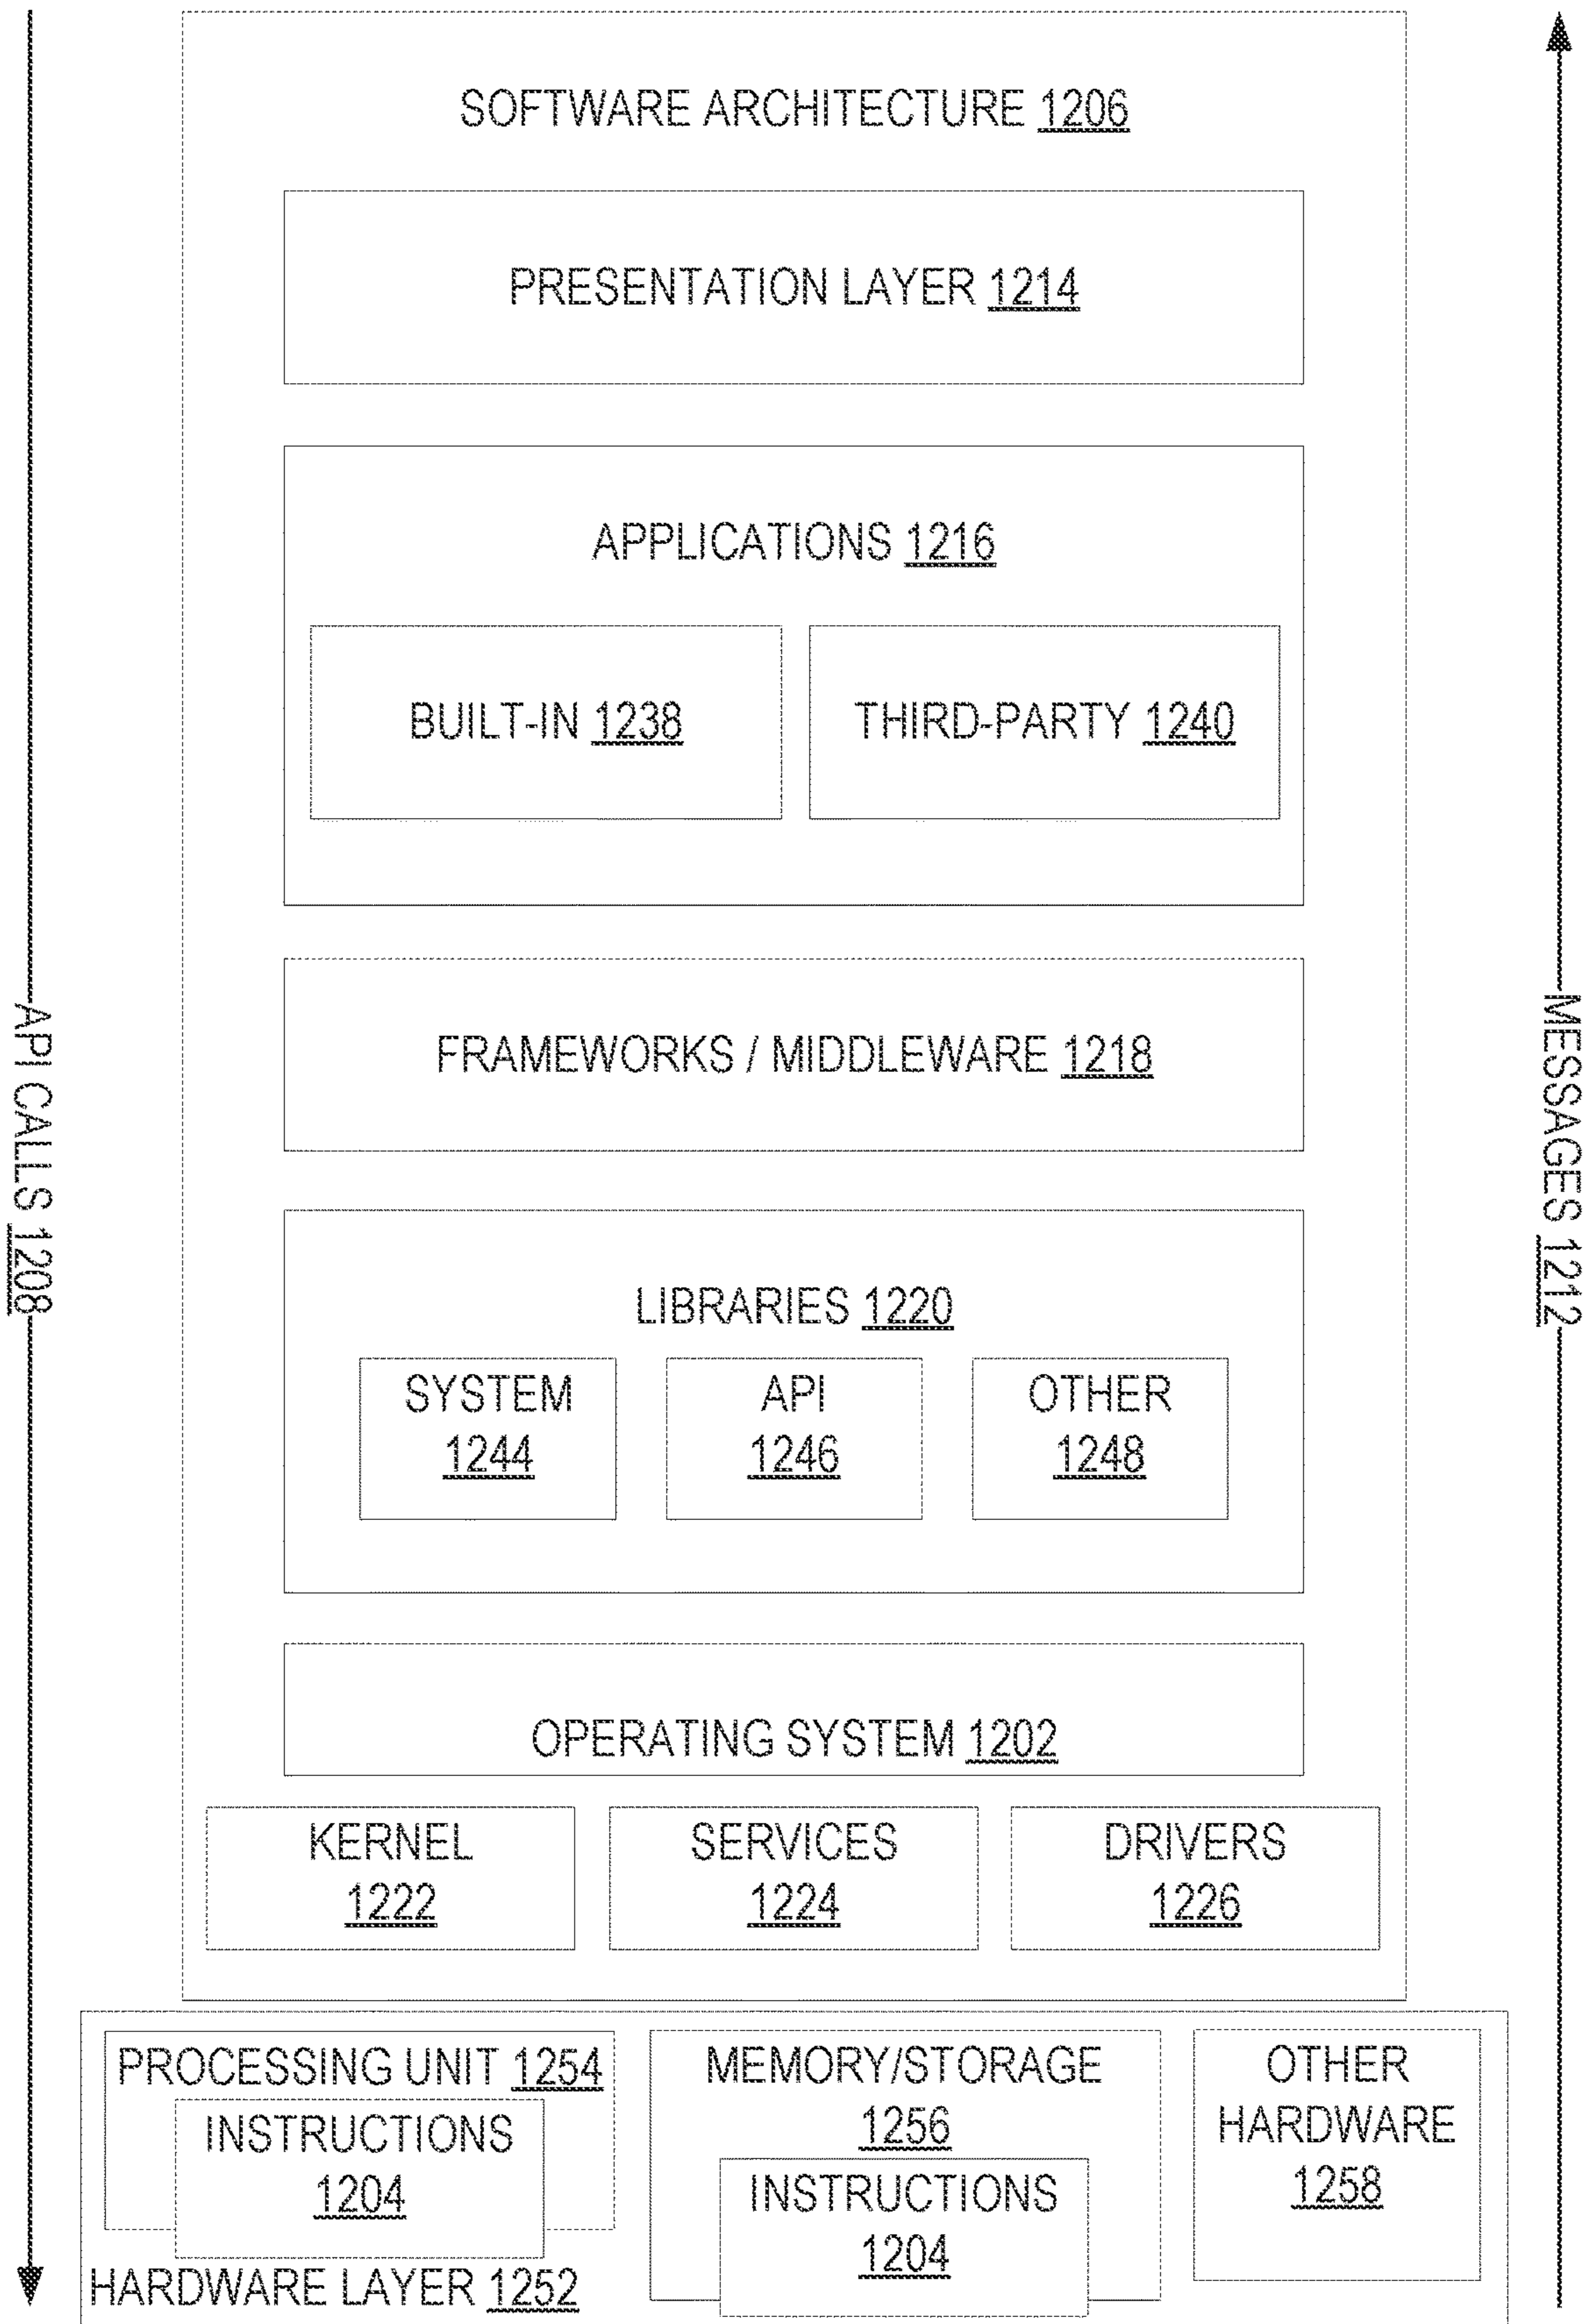 SOFTWARE ARCHITECTURE 1206
PRESENTATION LAYER 1214
APPLICATIONS 1216
BUILT-IN 1238
THIRD-PARTY 1240
FRAMEWORKS / MIDDLEWARE 1218
API CALLS 1208
MESSAGES 1212
LIBRARIES 1220
SYSTEM
1244
API
1246
OTHER
1248
OPERATING SYSTEM 1202
KERNEL
1222
SERVICES
1224
DRIVERS
1226
PROCESSING UNIT 1254
INSTRUCTIONS
1204
MEMORY/STORAGE
1256
INSTRUCTIONS
1204
OTHER
HARDWARE
1258
HARDWARE LAYER 1252